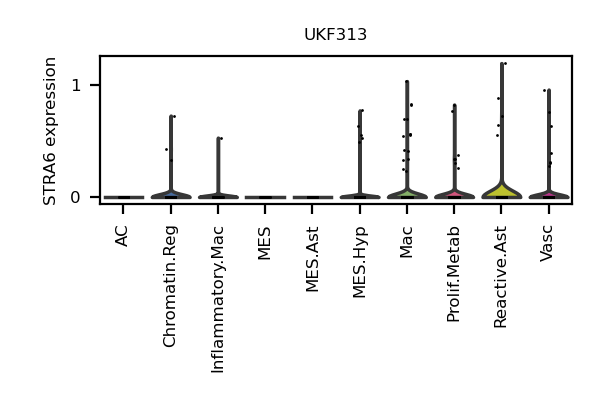 UKF313
STRA6 expression
1
0
AC
Chromatin.Reg
Inflammatory.Mac
MES
MES.Ast
MES.Hyp
Mac
Prolif.Metab
Reactive.Ast
Vasc